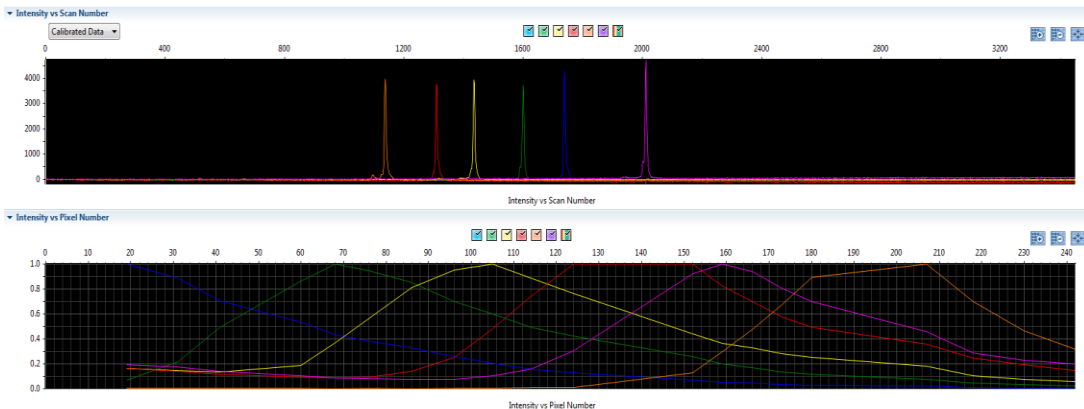 Intensity vs Scan Number
Calibrated Data
0 400 800 1200 1600 2000 2400 2800 3200
4000
3000
2000
1000
0
Intensity vs Scan Number
Intensity vs Pixel Number
0 10 20 30 40 50 60 70 80 90 100 110 120 130 140 150 160 170 180 190 200 210 220 230 240
1.0
0.8
0.6
0.4
0.2
0.0
Intensity vs Pixel Number